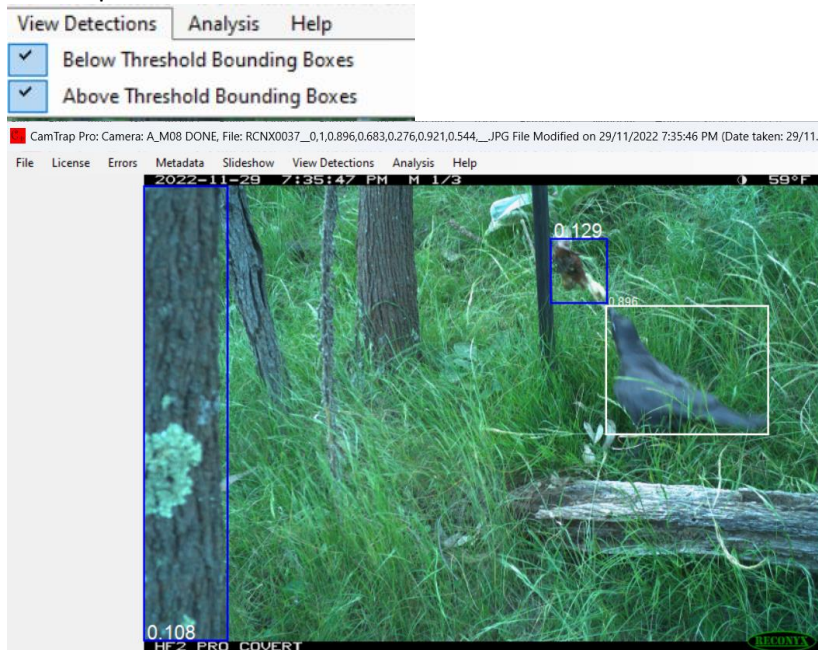 View Detections Analysis Help
Below Threshold Bounding Boxes
Above Threshold Bounding Boxes
CamTrap Pro: Camera: A_M08 DONE, File: RCNX0037__0,1,0.896,0.683,0.276,0.921,0.544,__.JPG File Modified on 29/11/2022 7:35:46 PM (Date taken: 29/11.
File License Errors Metadata Slideshow View Detections Analysis Help
2022-11-29 7:35:47 PM M 1/3 59°F
0.129
0.896
0.108
HF2 PRO COVERT RECONYX